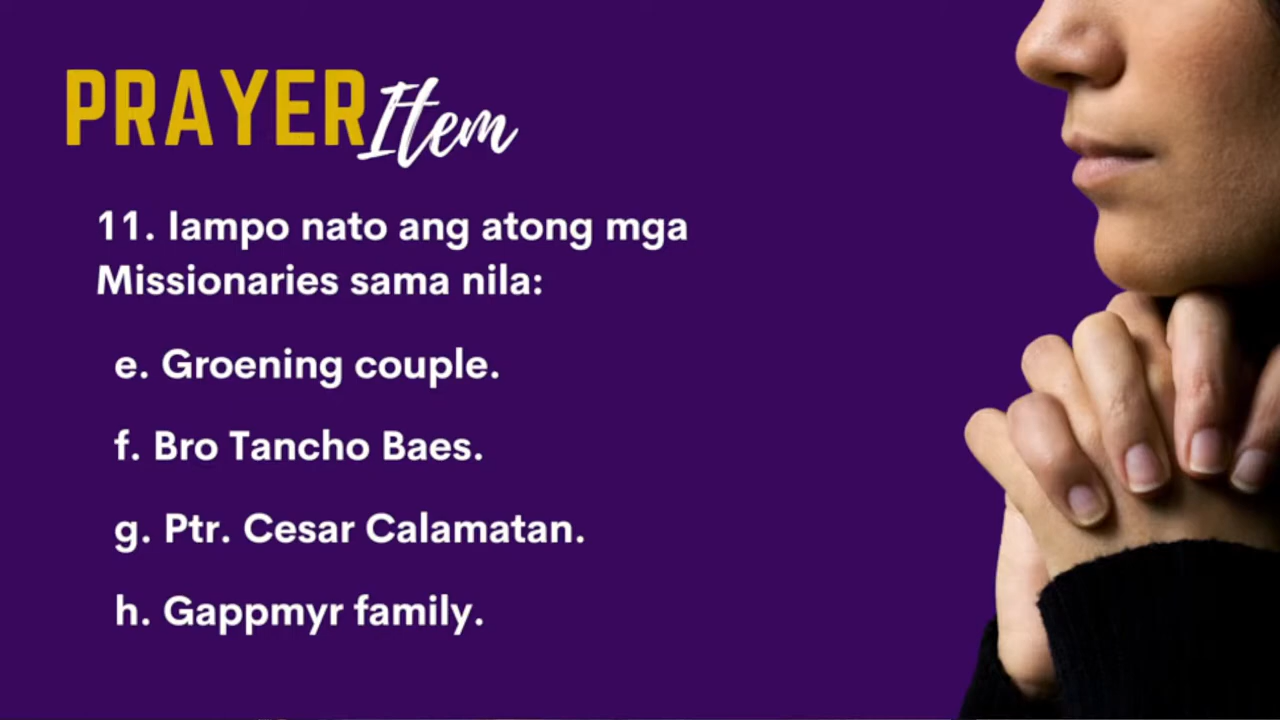 PRAYER Item
11. Iampo nato ang atong mga
Missionaries sama nila:
e. Groening couple.
f. Bro Tancho Baes.
g. Ptr. Cesar Calamatan.
h. Gappmyr family.